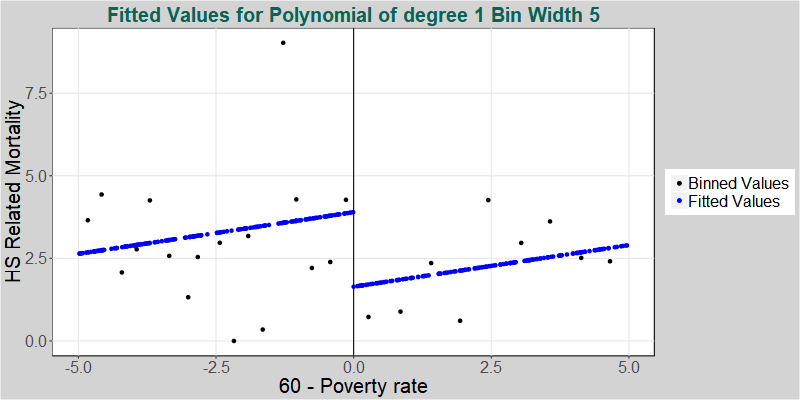 Fitted Values for Polynomial of degree 1 Bin Width 5
HS Related Mortality
7.5
5.0
2.5
0.0
-5.0 -2.5 0.0 2.5 5.0
60 - Poverty rate
Binned Values
Fitted Values